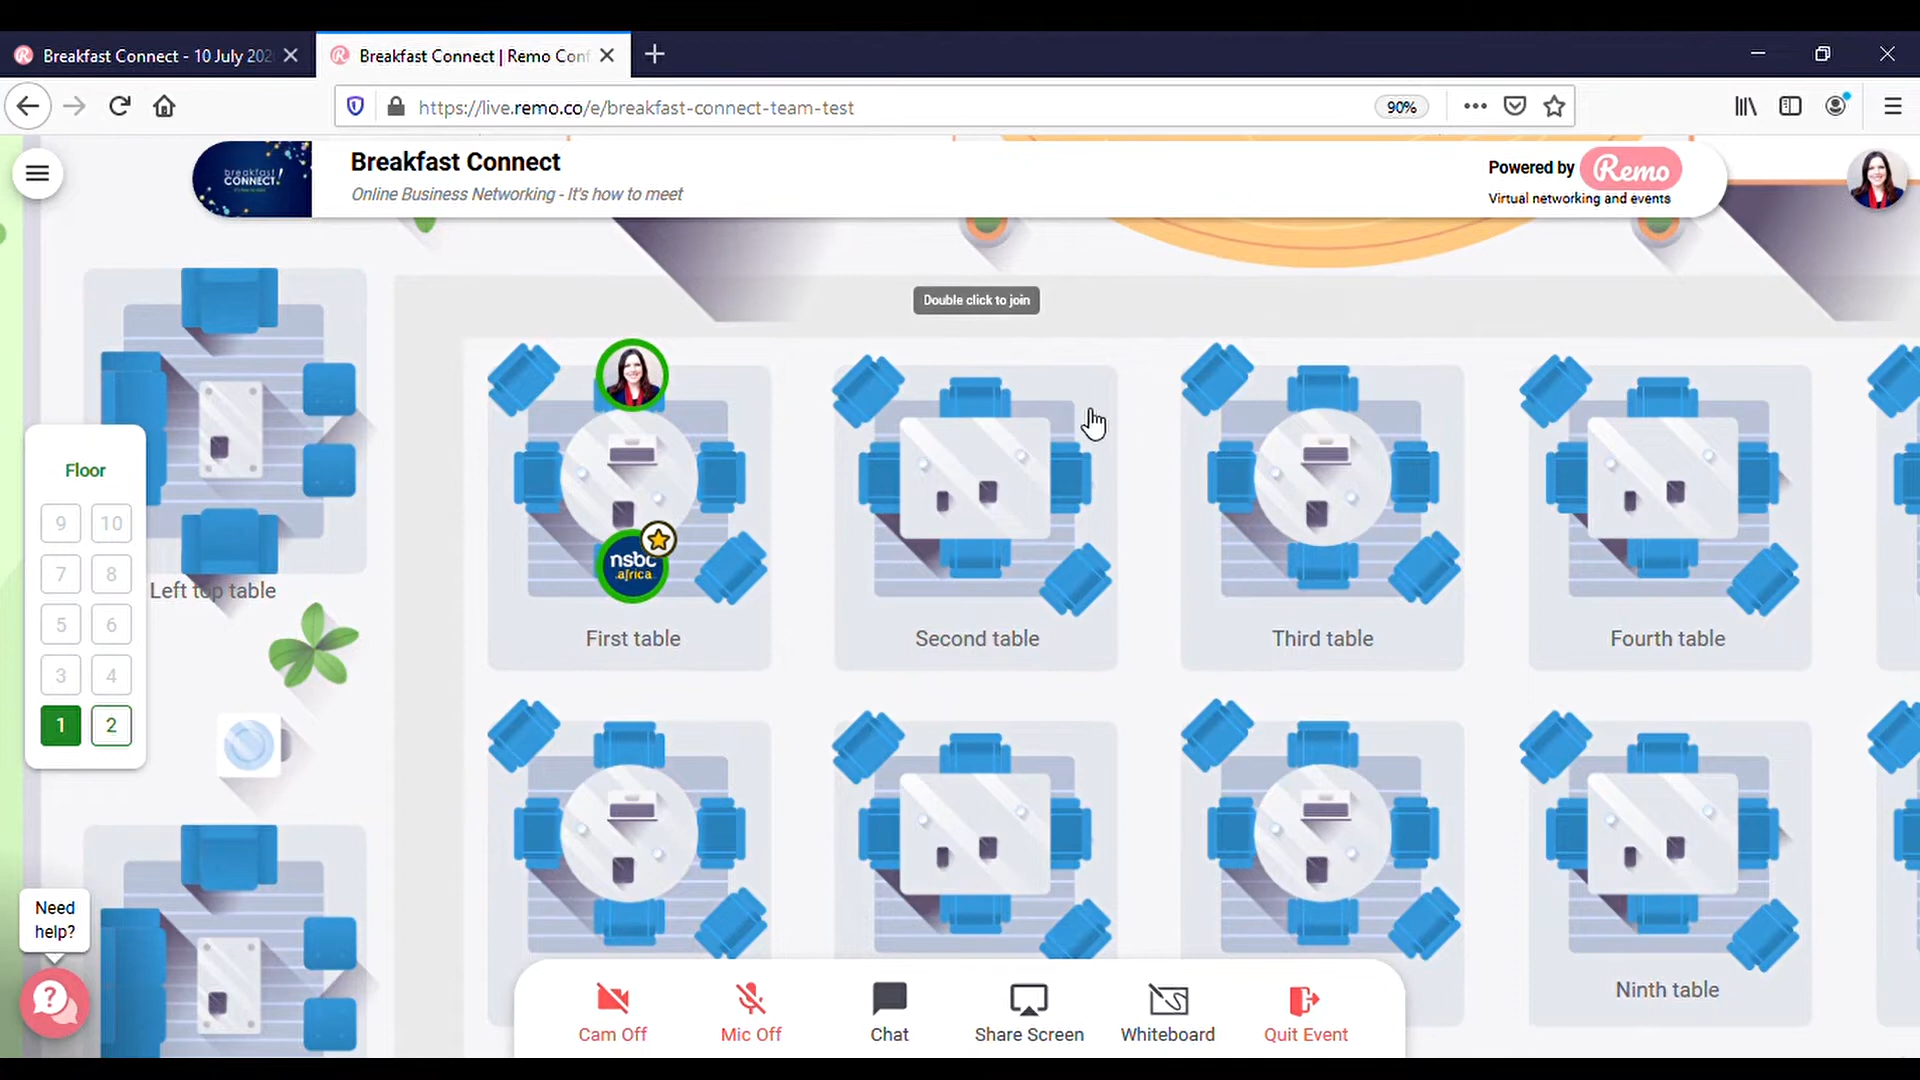 Breakfast Connect - 10 July 202
Breakfast Connect | Remo Conf
https://live.remo.co/e/breakfast-connect-team-test
90%
breakfast
CONNECT!
Breakfast Connect
Online Business Networking - It's how to meet
Powered by Remo
Virtual networking and events
Double click to join
Floor
9 10
7 8
5 6
3 4
1 2
Left top table
nsbc
.africa
First table
Second table
Third table
Fourth table
Ninth table
Need
help?
Cam Off
Mic Off
Chat
Share Screen
Whiteboard
Quit Event